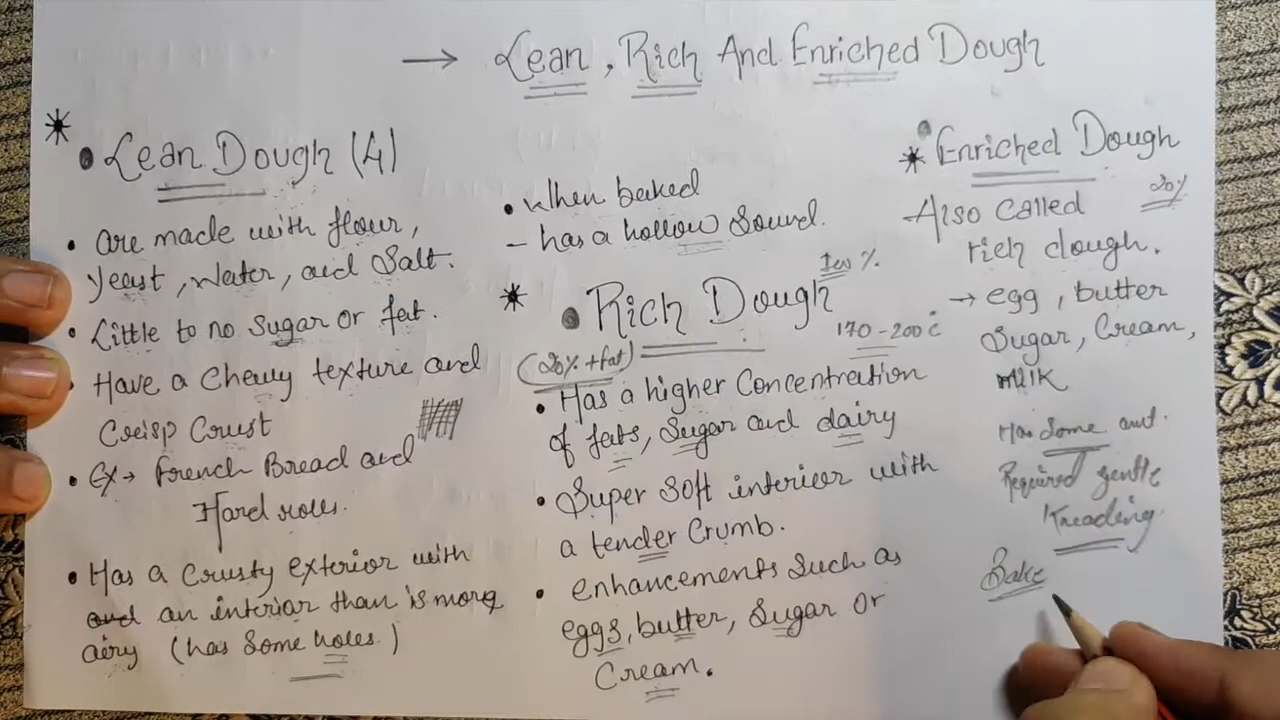 → Lean, Rich And Enriched Dough
Lean Dough (4)
• are made with flour,
yeast, water, and Salt.
• Little to no Sugar or fat.
• Have a Chewy texture and
Crisp Crust
• Ex → French Bread and
Hard roles.
• Has a Crusty exterior with
and an interior than is more
airy (has Some holes.)
• When baked
– has a hollow Sound.
• Rich Dough
170-200°c
(20% + fat)
• Has a higher Concentration
of fats, Sugar and dairy
• Super Soft interior with
a tender Crumb.
• enhancements Such as
eggs, butter, Sugar or
Cream.
• Enriched Dough
20%
– Also called
rich dough.
→ egg, butter
Sugar, Cream,
milk
Has Some amt.
Required gentle
Kneading.
Bake